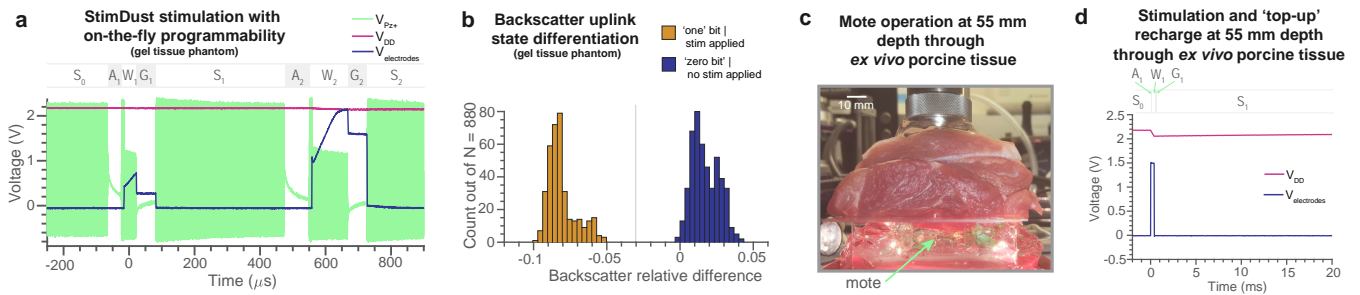 a
StimDust stimulation with
on-the-fly programmability
(gel tissue phantom)
V Pz+
V DD
V electrodes
S0 A1 W1 G1 S1 A2 W2 G2 S2
Voltage (V)
2
1
0
-200 0 200 400 600 800
Time (μs)
b
Backscatter uplink
state differentiation
(gel tissue phantom)
'one' bit |
stim applied
'zero bit' |
no stim applied
Count out of N = 880
80
60
40
20
0
-0.1 -0.05 0 0.05
Backscatter relative difference
c
Mote operation at 55 mm
depth through
ex vivo porcine tissue
10 mm
mote
d
Stimulation and 'top-up'
recharge at 55 mm depth
through ex vivo porcine tissue
A1 W1 G1
S0 S1
Voltage (V)
2.5
2
1.5
1
0.5
0
-0.5
VDD
Velectrodes
0 5 10 15 20
Time (ms)